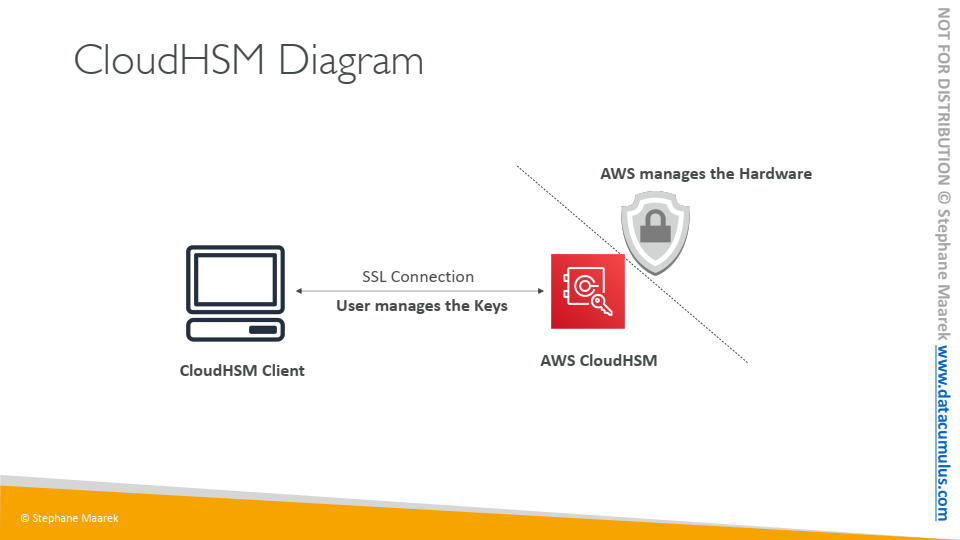 CloudHSM Diagram
AWS manages the Hardware
SSL Connection
User manages the Keys
CloudHSM Client
AWS CloudHSM
© Stephane Maarek
NOT FOR DISTRIBUTION © Stephane Maarek www.datacumulus.com